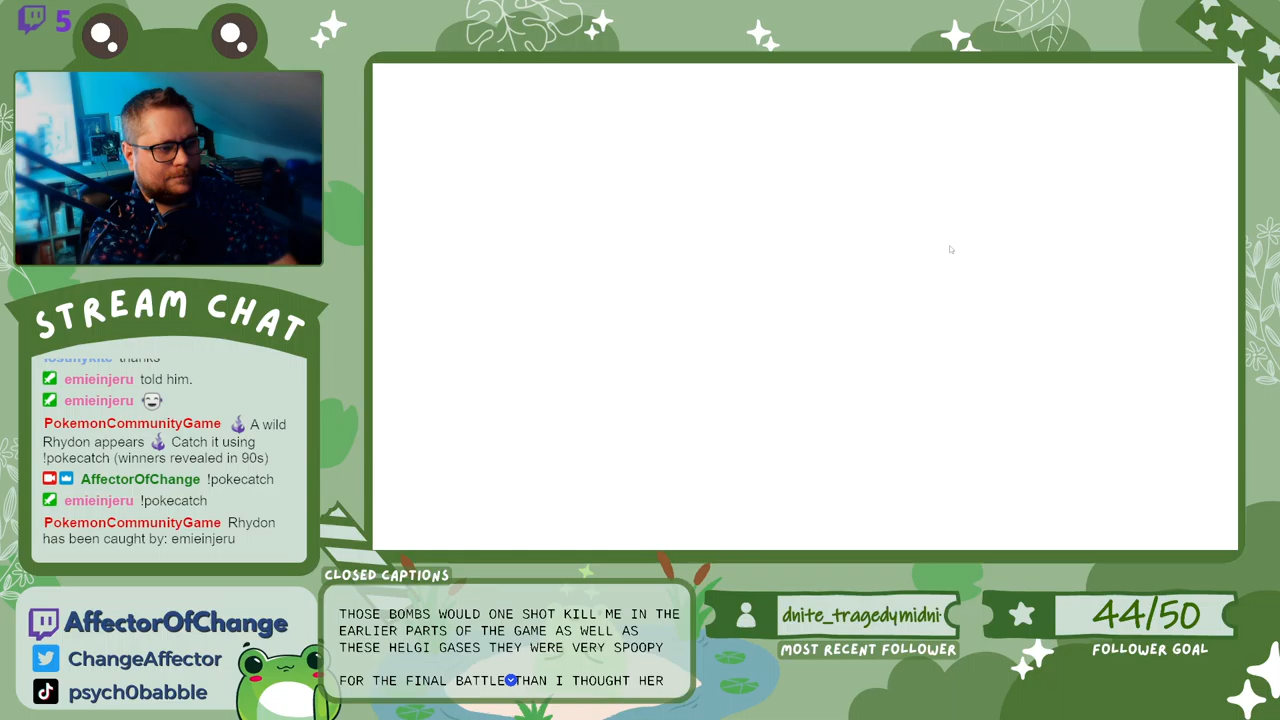 5
STREAM CHAT
thanks
emieinjeru told him.
emieinjeru
PokemonCommunityGame A wild
Rhydon appears Catch it using
!pokecatch (winners revealed in 90s)
AffectorOfChange !pokecatch
emieinjeru !pokecatch
PokemonCommunityGame Rhydon
has been caught by: emieinjeru
AffectorOfChange
ChangeAffector
psych0babble
CLOSED CAPTIONS
THOSE BOMBS WOULD ONE SHOT KILL ME IN THE
EARLIER PARTS OF THE GAME AS WELL AS
THESE HELGI GASES THEY WERE VERY SPOOPY
FOR THE FINAL BATTLE THAN I THOUGHT HER
dnite_tragedymidni
MOST RECENT FOLLOWER
44/50
FOLLOWER GOAL